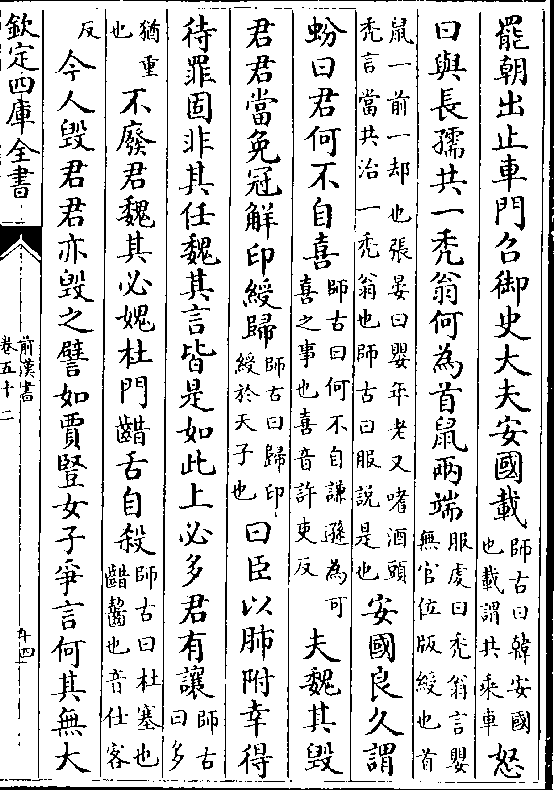 罷朝出止車門召御史大夫安國載師古曰韓安國也載謂共乘車怒
曰與長孺共一秃翁何為首鼠兩端服䖍曰秃翁言嬰無官位版綬也首
鼠一前一却也張晏曰嬰年老又嗜酒頭秃言當共治一秃翁也師古曰服說是也安國良久謂
蚡曰君何不自喜師古曰何不自謙遜為可喜之事也喜音許吏反夫魏其毀
君君當免冠解印綬歸師古曰歸印綬於天子也曰臣以肺附幸得
待罪固非其任魏其言皆是如此上必多君有讓師古曰多
猶重也不廢君魏其必媿杜門齰舌自殺師古曰杜塞也齰齧也音仕客
反今人毀君君亦毀之譬如賈豎女子爭言何其無大
欽定四庫全書
前漢書
卷五十二